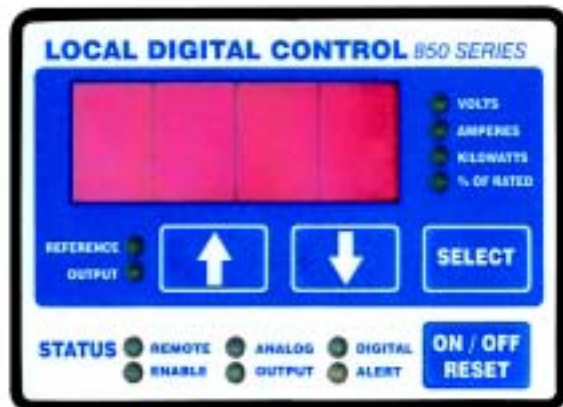 LOCAL DIGITAL CONTROL 850 SERIES
VOLTS
AMPERES
KILOWATTS
% OF RATED
REFERENCE
OUTPUT
SELECT
STATUS REMOTE ANALOG DIGITAL
ENABLE OUTPUT ALERT
ON / OFF
RESET